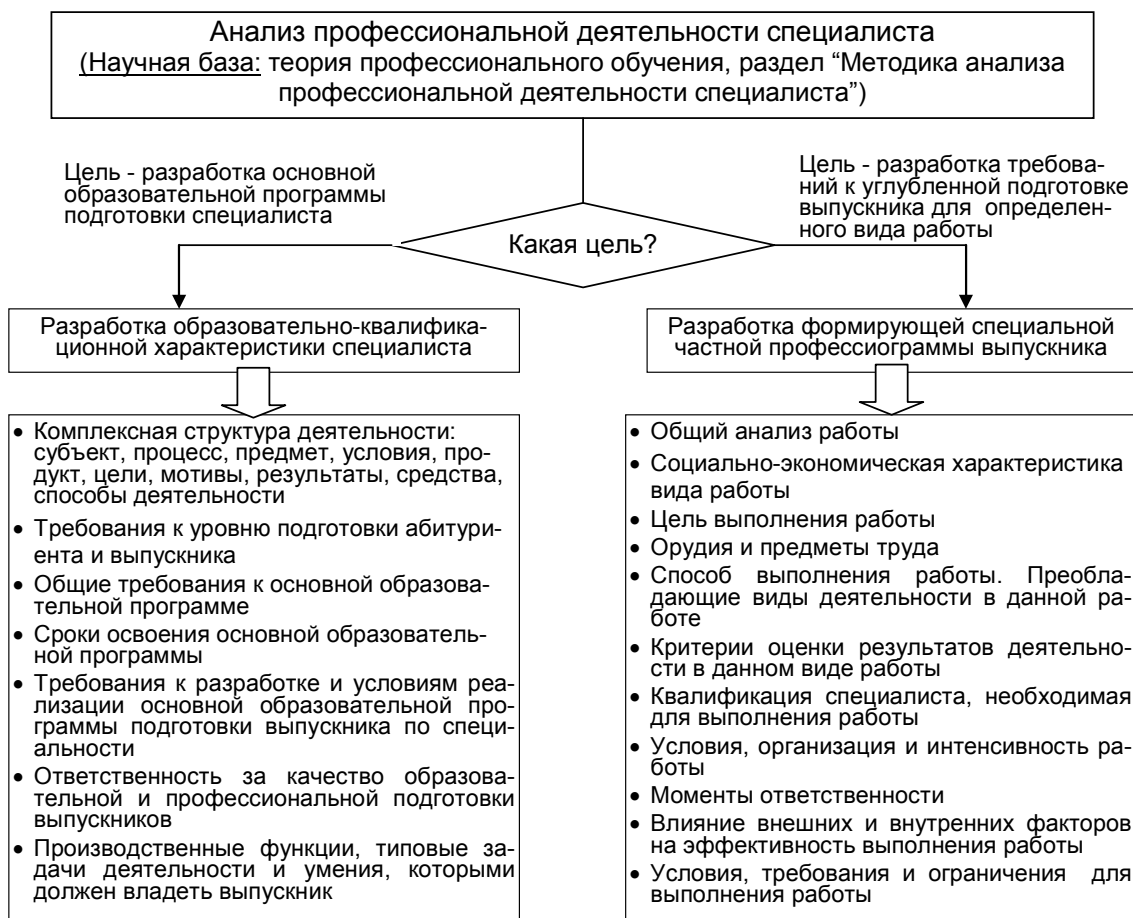 Анализ профессиональной деятельности специалиста
(Научная база: теория профессионального обучения, раздел “Методика анализа
профессиональной деятельности специалиста”)
Цель - разработка основной
образовательной программы
подготовки специалиста
Цель - разработка требова-
ний к углубленной подготовке
выпускника для определен-
ного вида работы
Какая цель?
Разработка образовательно-квалифика-
ционной характеристики специалиста
Разработка формирующей специальной
частной профессиограммы выпускника
• Комплексная структура деятельности:
субъект, процесс, предмет, условия, про-
дукт, цели, мотивы, результаты, средства,
способы деятельности
• Требования к уровню подготовки абитури-
ента и выпускника
• Общие требования к основной образова-
тельной программе
• Сроки освоения основной образователь-
ной программы
• Требования к разработке и условиям реа-
лизации основной образовательной про-
граммы подготовки выпускника по специ-
альности
• Ответственность за качество образова-
тельной и профессиональной подготовки
выпускников
• Производственные функции, типовые за-
дачи деятельности и умения, которыми
должен владеть выпускник
• Общий анализ работы
• Социально-экономическая характеристика
вида работы
• Цель выполнения работы
• Орудия и предметы труда
• Способ выполнения работы. Преобла-
дающие виды деятельности в данной ра-
боте
• Критерии оценки результатов деятельно-
сти в данном виде работы
• Квалификация специалиста, необходимая
для выполнения работы
• Условия, организация и интенсивность ра-
боты
• Моменты ответственности
• Влияние внешних и внутренних факторов
на эффективность выполнения работы
• Условия, требования и ограничения для
выполнения работы